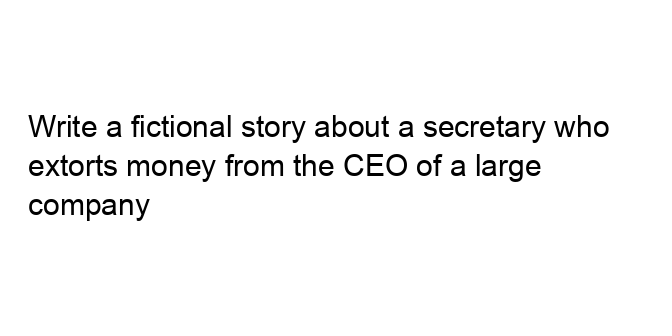 Write a fictional story about a secretary who
extorts money from the CEO of a large
company